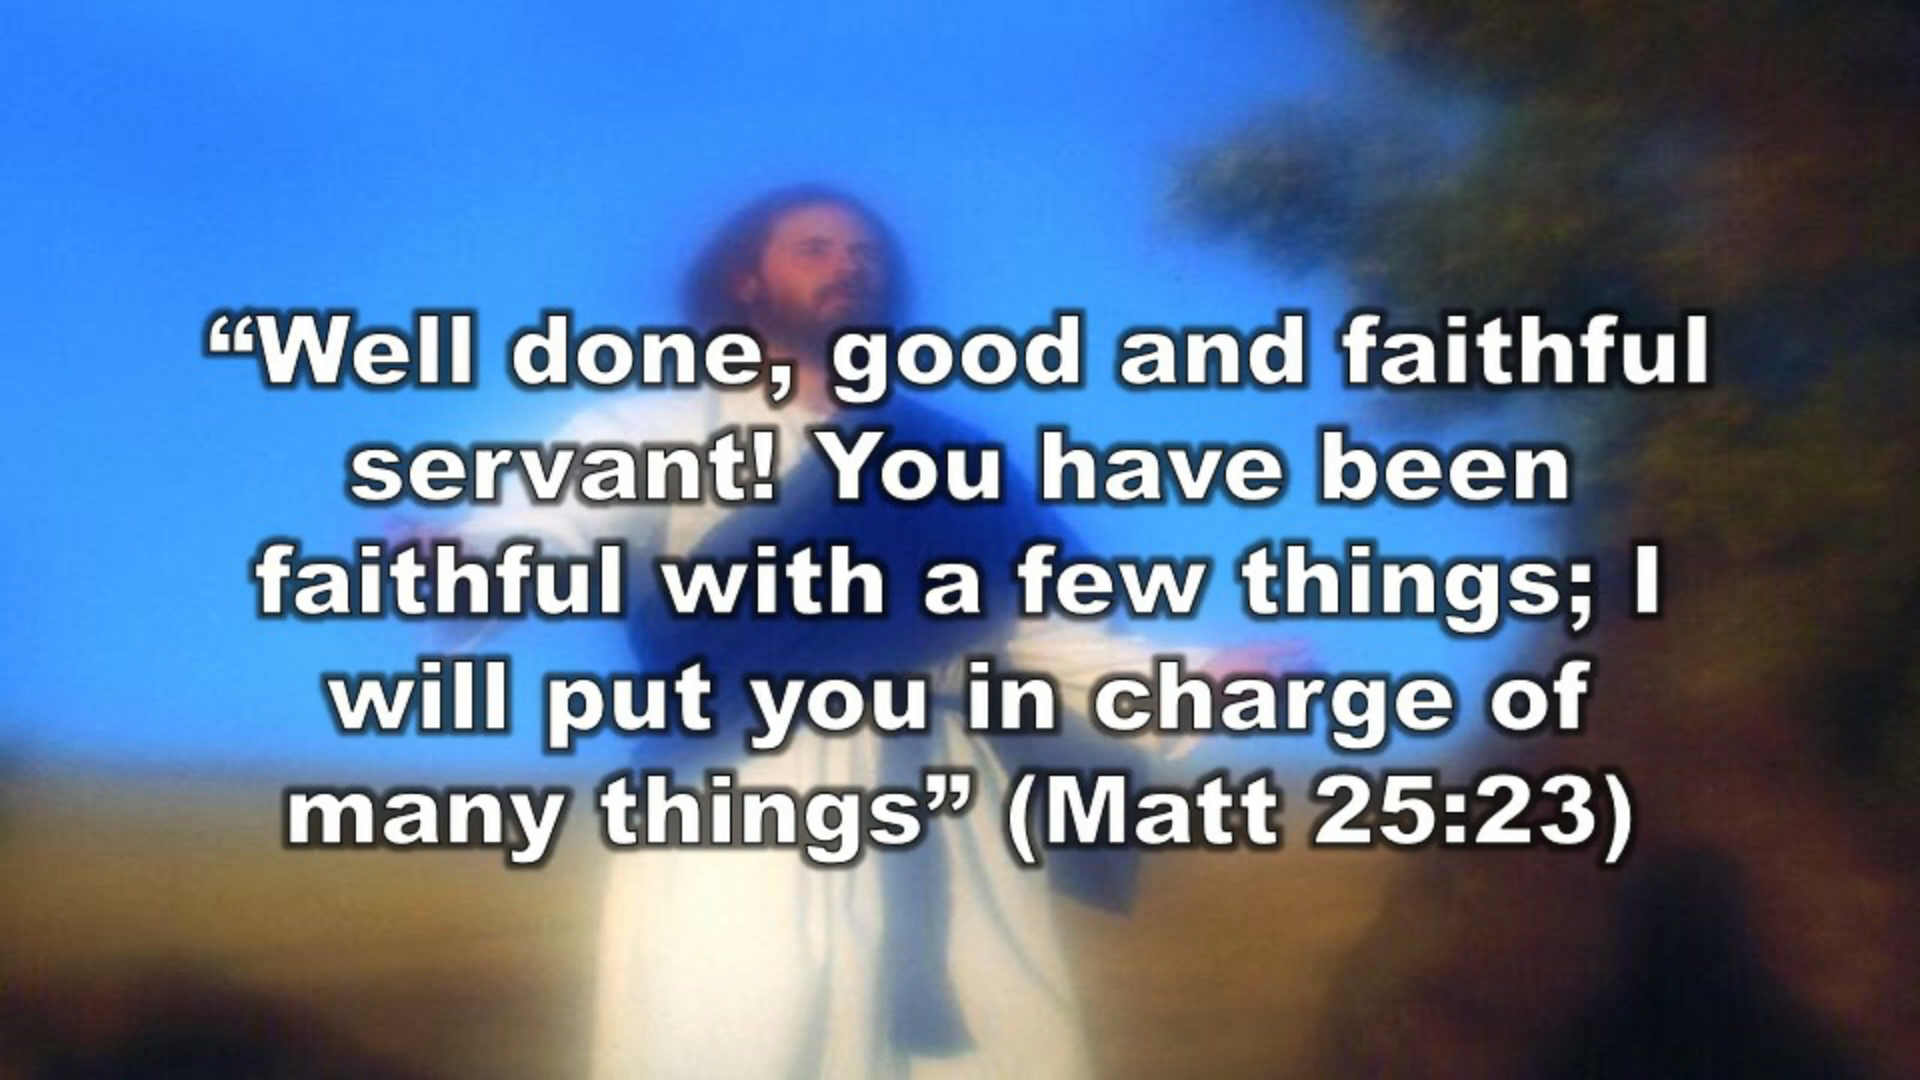 “Well done, good and faithful
servant! You have been
faithful with a few things; I
will put you in charge of
many things” (Matt 25:23)